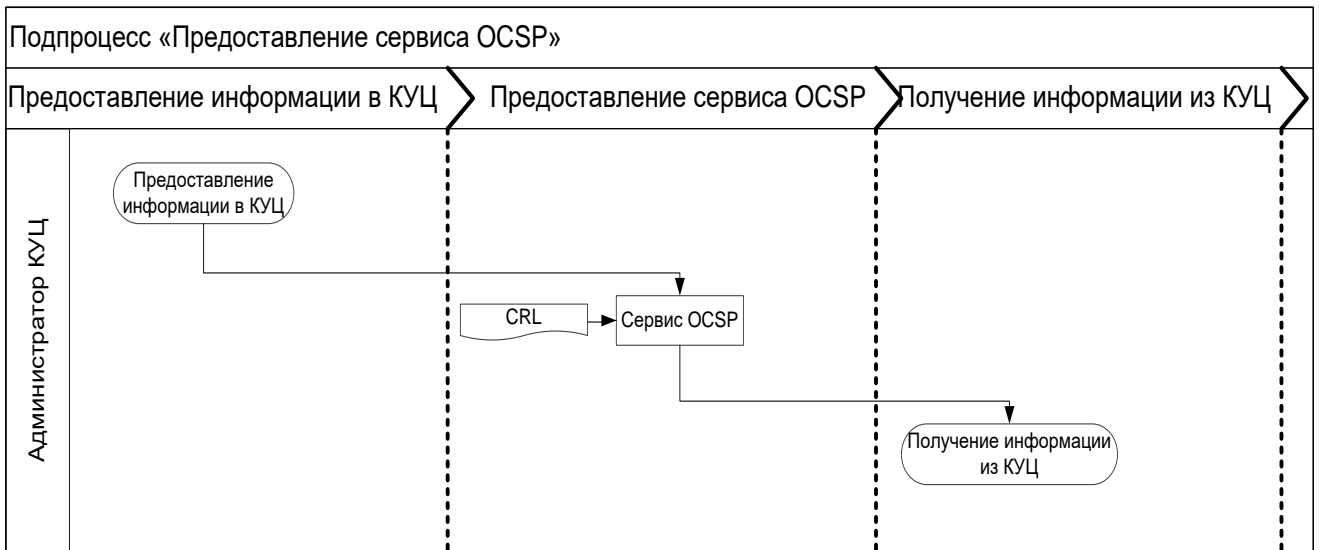 Подпроцесс «Предоставление сервиса OCSP»
Предоставление информации в КУЦ
Предоставление сервиса OCSP
Получение информации из КУЦ
Администратор КУЦ
Предоставление
информации в КУЦ
CRL
Сервис OCSP
Получение информации
из КУЦ